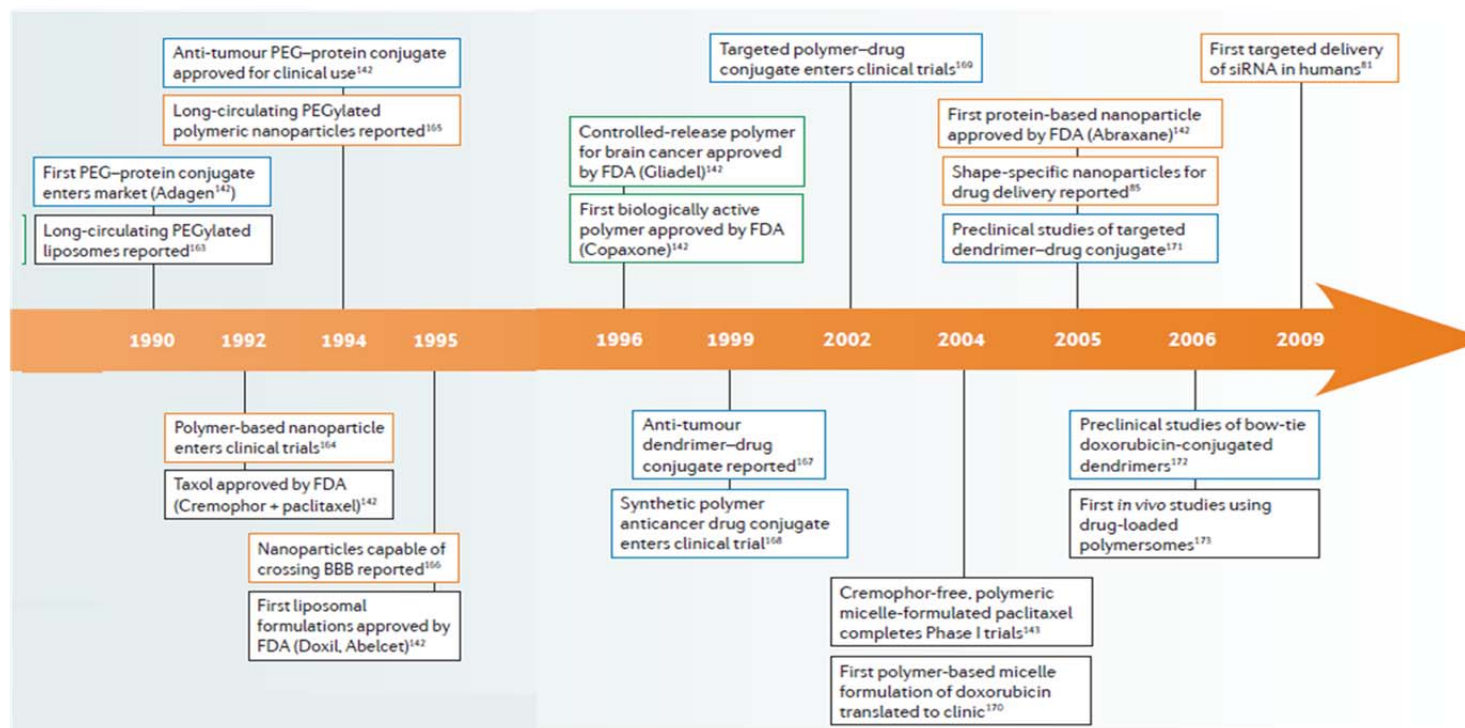 Anti-tumour PEG–protein conjugate
approved for clinical use¹⁴²
Long-circulating PEGylated
polymeric nanoparticles reported¹⁶⁵
First PEG–protein conjugate
enters market (Adagen¹⁴²)
Long-circulating PEGylated
liposomes reported¹⁶³
Targeted polymer–drug
conjugate enters clinical trials¹⁶⁹
Controlled-release polymer
for brain cancer approved
by FDA (Gliadel)¹⁴²
First biologically active
polymer approved by FDA
(Copaxone)¹⁴²
First targeted delivery
of siRNA in humans⁸¹
First protein-based nanoparticle
approved by FDA (Abraxane)¹⁴²
Shape-specific nanoparticles for
drug delivery reported⁸⁵
Preclinical studies of targeted
dendrimer–drug conjugate¹⁷¹
1990 1992 1994 1995 1996 1999 2002 2004 2005 2006 2009
Polymer-based nanoparticle
enters clinical trials¹⁶⁴
Taxol approved by FDA
(Cremophor + paclitaxel)¹⁴²
Nanoparticles capable of
crossing BBB reported¹⁶⁶
First liposomal
formulations approved by
FDA (Doxil, Abelcet)¹⁴²
Anti-tumour
dendrimer–drug
conjugate reported¹⁶⁷
Synthetic polymer
anticancer drug conjugate
enters clinical trial¹⁶⁸
Cremophor-free, polymeric
micelle-formulated paclitaxel
completes Phase I trials¹⁴³
First polymer-based micelle
formulation of doxorubicin
translated to clinic¹⁷⁰
Preclinical studies of bow-tie
doxorubicin-conjugated
dendrimers¹⁷²
First in vivo studies using
drug-loaded
polymersomes¹⁷³